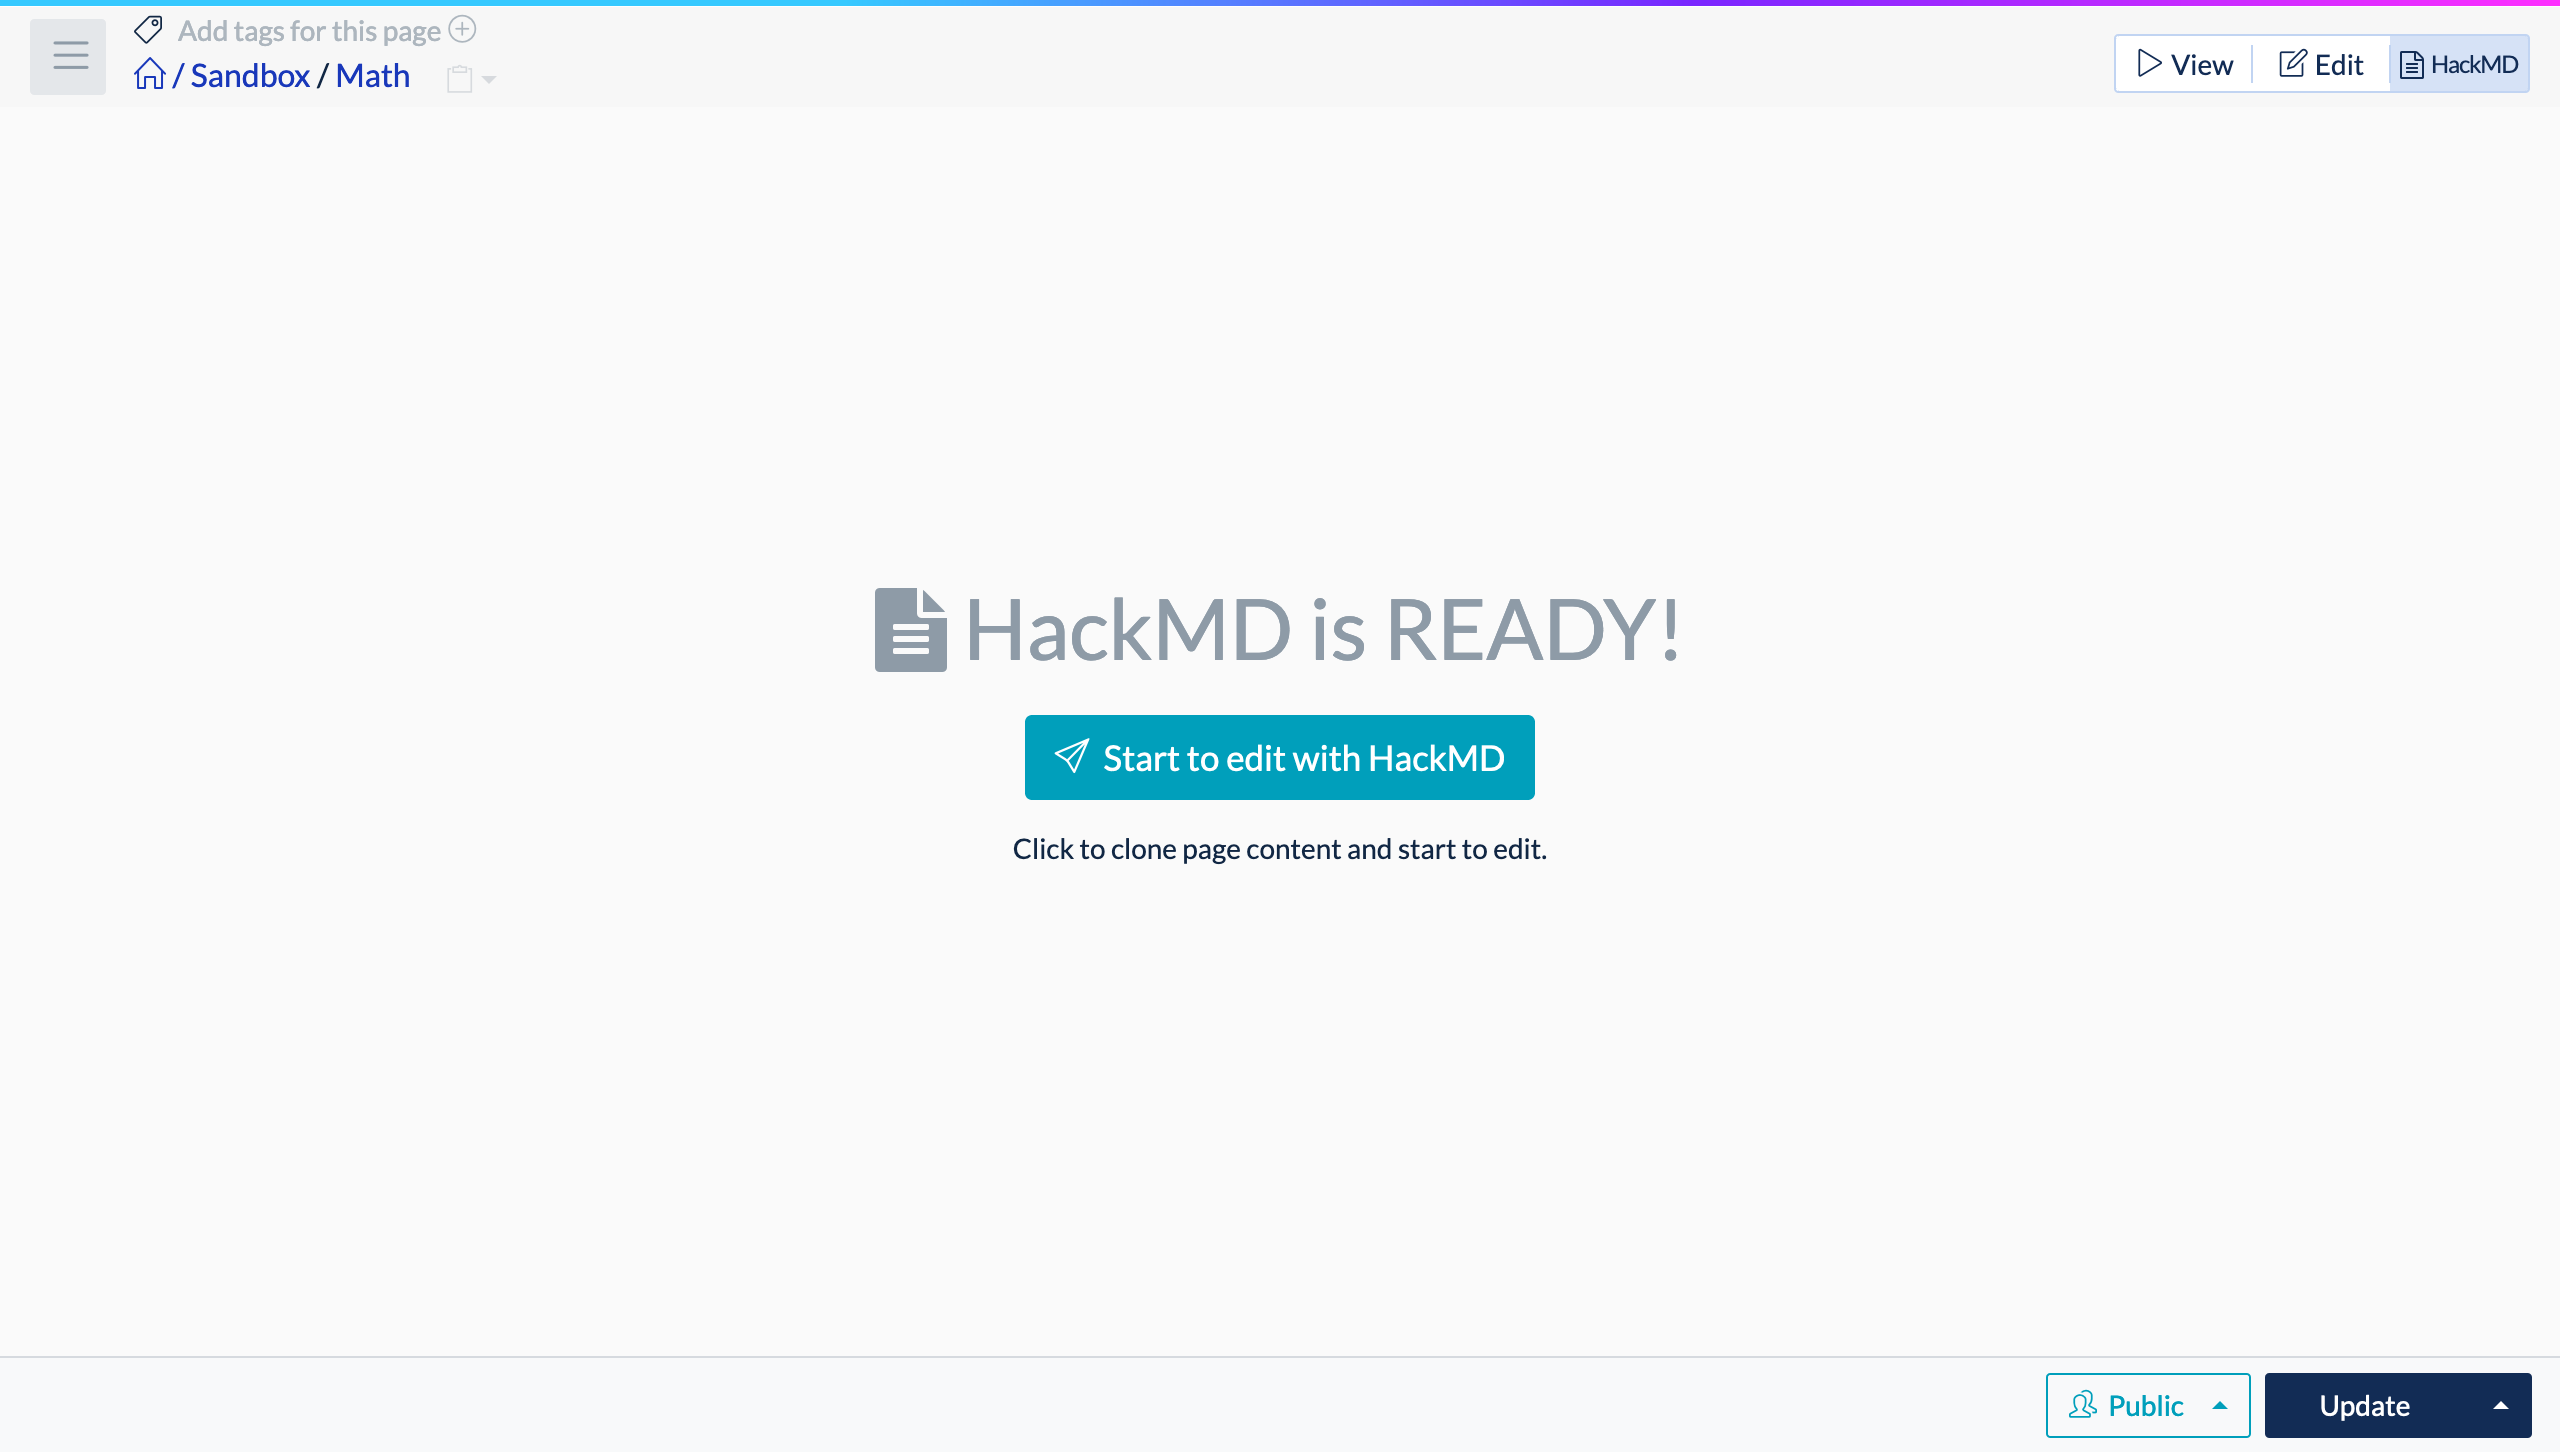 Add tags for this page
/ Sandbox / Math
View
Edit
HackMD
HackMD is READY!
Start to edit with HackMD
Click to clone page content and start to edit.
Public
Update